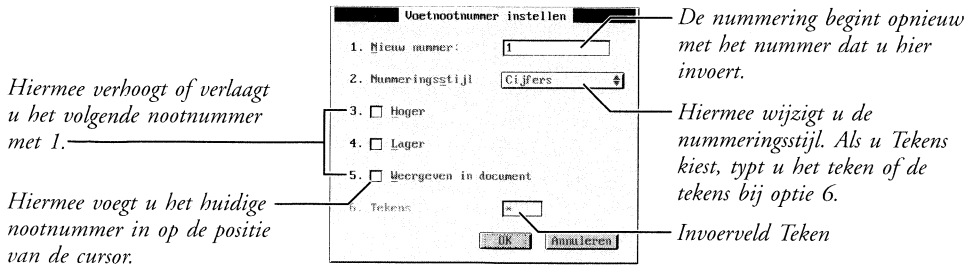 Voetnootnummer instellen
1. Nieuw nummer: 1
2. Nummeringsstijl Cijfers
3. Hoger
4. Lager
5. Weergeven in document
6. Tekens *
OK Annuleren
Hiermee verhoogt of verlaagt
u het volgende nootnummer
met 1.
Hiermee voegt u het huidige
nootnummer in op de positie
van de cursor.
De nummering begint opnieuw
met het nummer dat u hier
invoert.
Hiermee wijzigt u de
nummeringsstijl. Als u Tekens
kiest, typt u het teken of de
tekens bij optie 6.
Invoerveld Teken